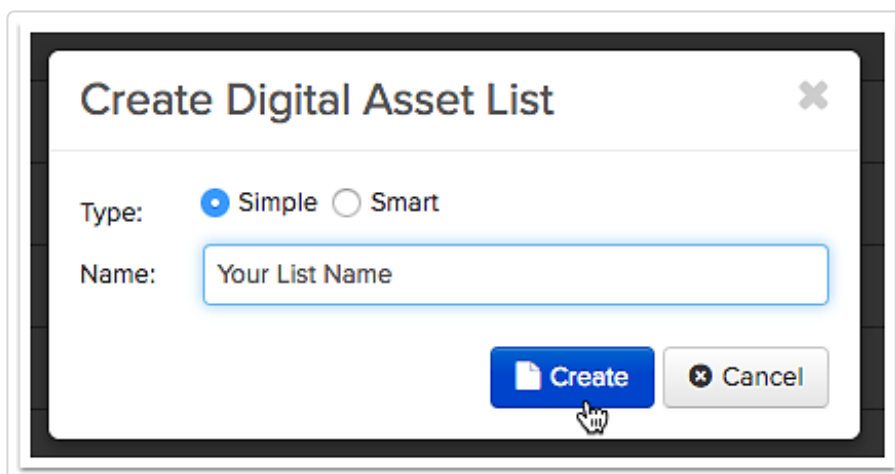 Create Digital Asset List
Type: Simple Smart
Name: Your List Name
Create Cancel